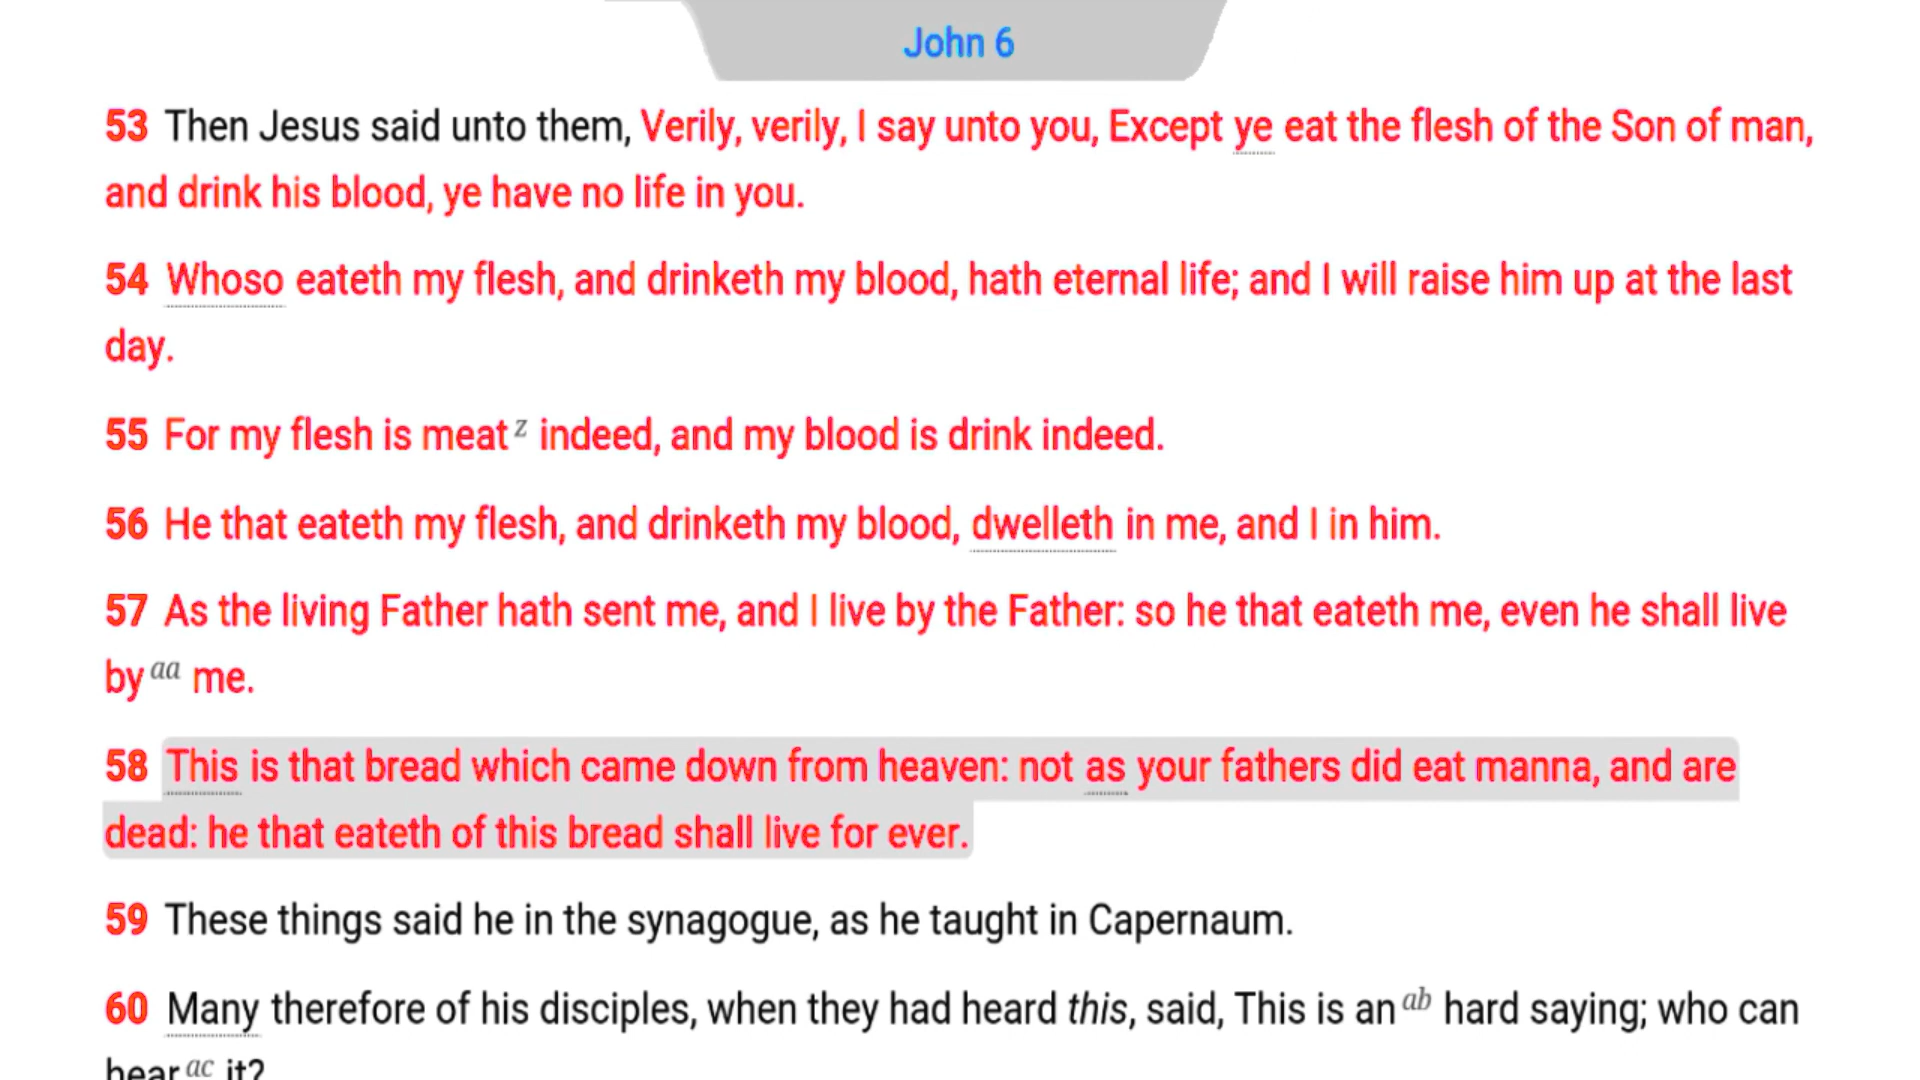 John 6
53 Then Jesus said unto them, Verily, verily, I say unto you, Except ye eat the flesh of the Son of man,
and drink his blood, ye have no life in you.
54 Whoso eateth my flesh, and drinketh my blood, hath eternal life; and I will raise him up at the last
day.
55 For my flesh is meat z indeed, and my blood is drink indeed.
56 He that eateth my flesh, and drinketh my blood, dwelleth in me, and I in him.
57 As the living Father hath sent me, and I live by the Father: so he that eateth me, even he shall live
by aa me.
58 This is that bread which came down from heaven: not as your fathers did eat manna, and are
dead: he that eateth of this bread shall live for ever.
59 These things said he in the synagogue, as he taught in Capernaum.
60 Many therefore of his disciples, when they had heard this, said, This is an ab hard saying; who can
hear ac it?